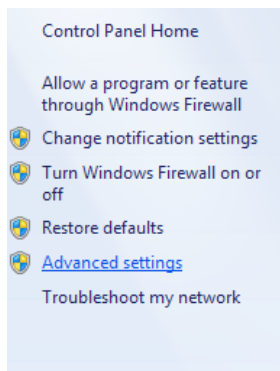 Control Panel Home
Allow a program or feature
through Windows Firewall
Change notification settings
Turn Windows Firewall on or
off
Restore defaults
Advanced settings
Troubleshoot my network